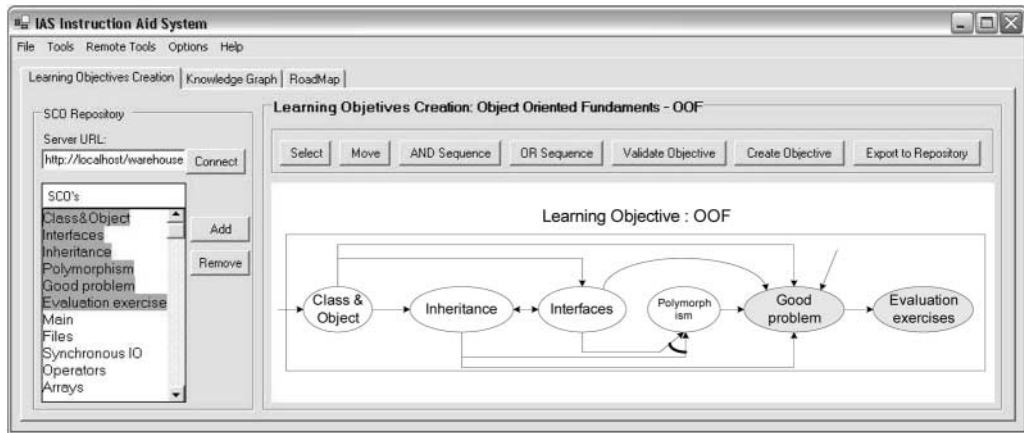 IAS Instruction Aid System
File Tools Remote Tools Options Help
Learning Objectives Creation Knowledge Graph RoadMap
SCO Repository
Server URL:
http://localhost/warehouse
Connect
SCO's
Class&Object
Interfaces
Inheritance
Polymorphism
Good problem
Evaluation exercise
Main
Files
Synchronous IO
Operators
Arrays
Add
Remove
Learning Objetives Creation: Object Oriented Fundaments - OOF
Select Move AND Sequence OR Sequence Validate Objective Create Objective Export to Repository
Learning Objective : OOF
Class &
Object
Inheritance
Interfaces
Polymorph
ism
Good
problem
Evaluation
exercises